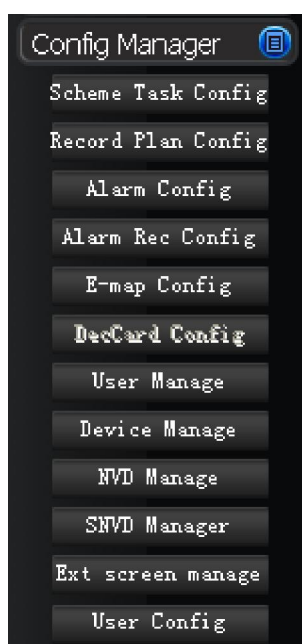 Config Manager
Scheme Task Config
Record Plan Config
Alarm Config
Alarm Rec Config
E-map Config
DecCard Config
User Manage
Device Manage
NVD Manage
SNVD Manager
Ext screen manage
User Config